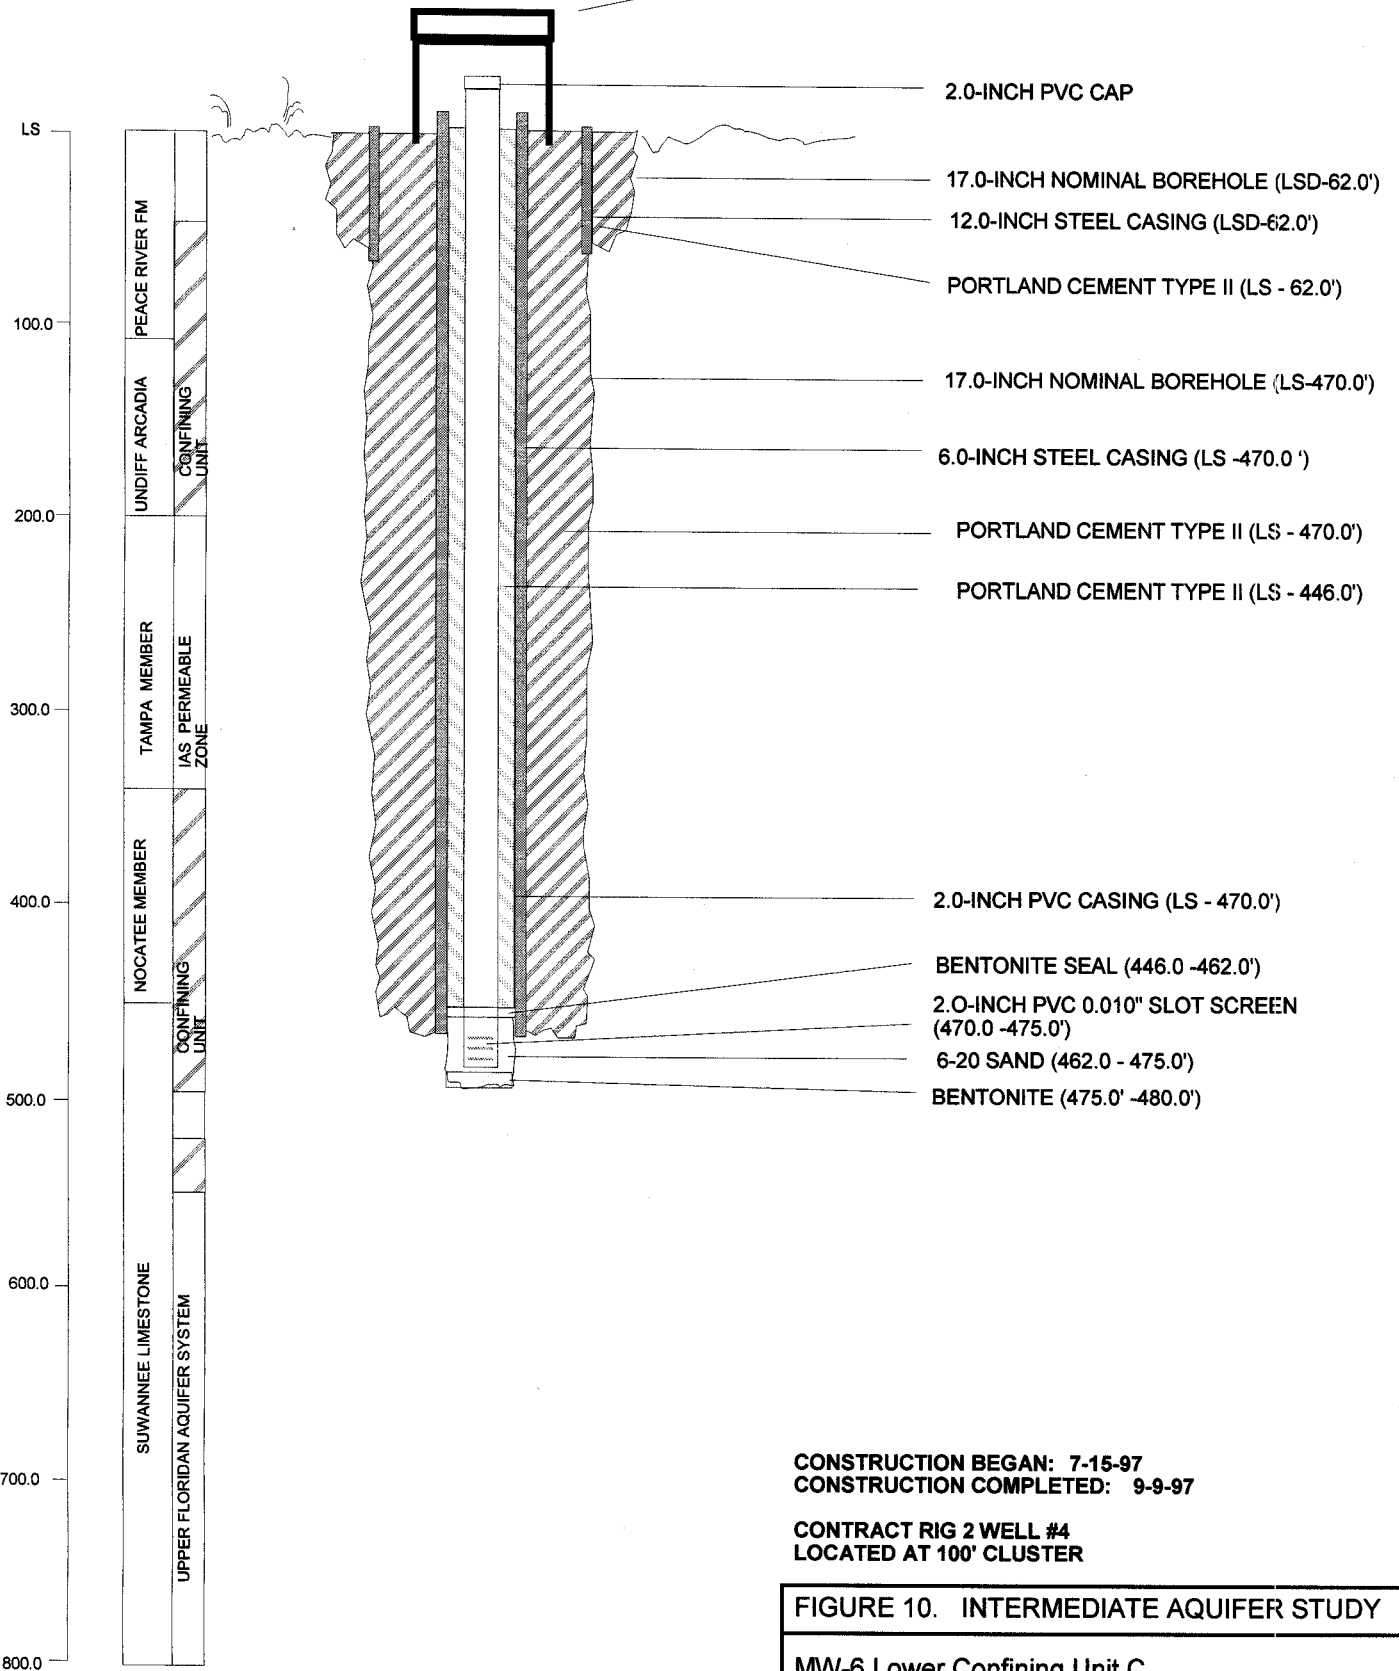 2.0-INCH PVC CAP
LS
17.0-INCH NOMINAL BOREHOLE (LSD-62.0')
12.0-INCH STEEL CASING (LSD-62.0')
PORTLAND CEMENT TYPE II (LS - 62.0')
PEACE RIVER FM
100.0
17.0-INCH NOMINAL BOREHOLE (LS-470.0')
UNDIFF ARCADIA
CONFINING
UNIT
6.0-INCH STEEL CASING (LS -470.0 ')
200.0
PORTLAND CEMENT TYPE II (LS - 470.0')
PORTLAND CEMENT TYPE II (LS - 446.0')
TAMPA MEMBER
IAS PERMEABLE
ZONE
300.0
NOCATEE MEMBER
400.0
2.0-INCH PVC CASING (LS - 470.0')
BENTONITE SEAL (446.0 -462.0')
CONFINING
UNIT
2.O-INCH PVC 0.010" SLOT SCREEN
(470.0 -475.0')
6-20 SAND (462.0 - 475.0')
BENTONITE (475.0' -480.0')
500.0
600.0
SUWANNEE LIMESTONE
UPPER FLORIDAN AQUIFER SYSTEM
700.0
800.0
CONSTRUCTION BEGAN: 7-15-97
CONSTRUCTION COMPLETED: 9-9-97
CONTRACT RIG 2 WELL #4
LOCATED AT 100' CLUSTER
FIGURE 10. INTERMEDIATE AQUIFER STUDY
MW-6 Lower Confining Unit C